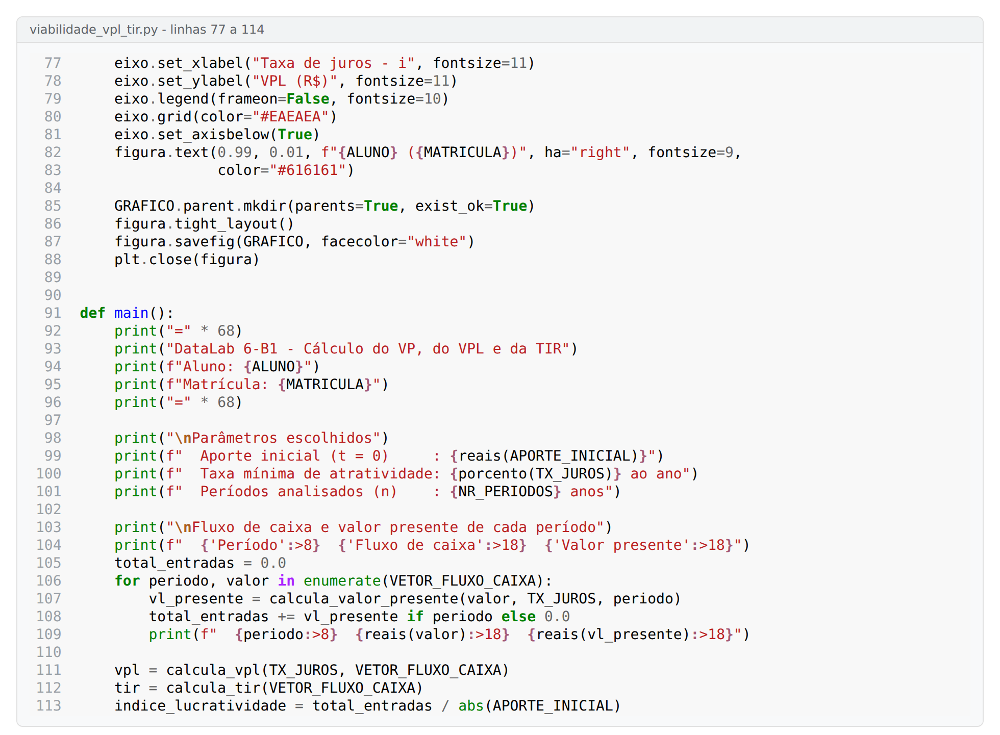 viabilidade_vpl_tir.py - linhas 77 a 114
77      eixo.set_xlabel("Taxa de juros - i", fontsize=11)
78      eixo.set_ylabel("VPL (R$)", fontsize=11)
79      eixo.legend(frameon=False, fontsize=10)
80      eixo.grid(color="#EAEAEA")
81      eixo.set_axisbelow(True)
82      figura.text(0.99, 0.01, f"{ALUNO} ({MATRICULA})", ha="right", fontsize=9,
83                  color="#616161")
84
85      GRAFICO.parent.mkdir(parents=True, exist_ok=True)
86      figura.tight_layout()
87      figura.savefig(GRAFICO, facecolor="white")
88      plt.close(figura)
89
90
91  def main():
92      print("=" * 68)
93      print("DataLab 6-B1 - Cálculo do VP, do VPL e da TIR")
94      print(f"Aluno: {ALUNO}")
95      print(f"Matrícula: {MATRICULA}")
96      print("=" * 68)
97
98      print("\nParâmetros escolhidos")
99      print(f"  Aporte inicial (t = 0)     : {reais(APORTE_INICIAL)}")
100      print(f"  Taxa mínima de atratividade: {porcento(TX_JUROS)} ao ano")
101      print(f"  Períodos analisados (n)    : {NR_PERIODOS} anos")
102
103      print("\nFluxo de caixa e valor presente de cada período")
104      print(f"  {'Período':>8}  {'Fluxo de caixa':>18}  {'Valor presente':>18}")
105      total_entradas = 0.0
106      for periodo, valor in enumerate(VETOR_FLUXO_CAIXA):
107          vl_presente = calcula_valor_presente(valor, TX_JUROS, periodo)
108          total_entradas += vl_presente if periodo else 0.0
109          print(f"  {periodo:>8}  {reais(valor):>18}  {reais(vl_presente):>18}")
110
111      vpl = calcula_vpl(TX_JUROS, VETOR_FLUXO_CAIXA)
112      tir = calcula_tir(VETOR_FLUXO_CAIXA)
113      indice_lucratividade = total_entradas / abs(APORTE_INICIAL)